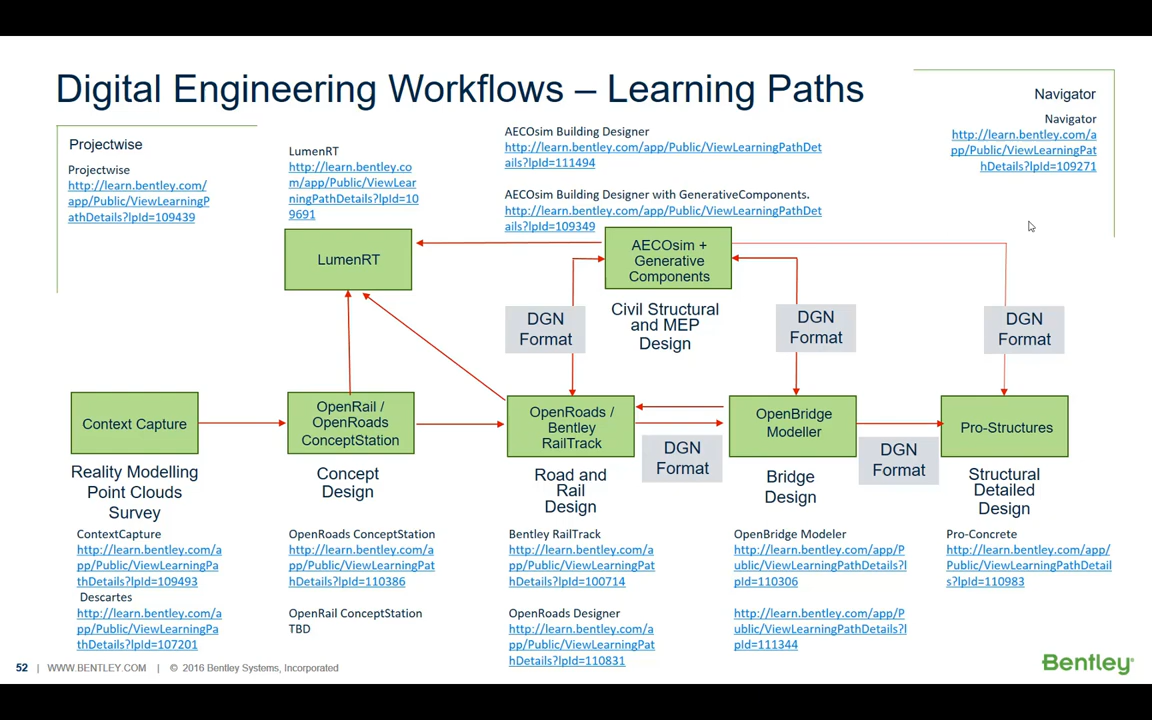 Digital Engineering Workflows – Learning Paths
Projectwise
Projectwise
http://learn.bentley.com/
app/Public/ViewLearningP
athDetails?lpId=109439
LumenRT
http://learn.bentley.co
m/app/Public/ViewLear
ningPathDetails?lpId=10
9691
AECOsim Building Designer
http://learn.bentley.com/app/Public/ViewLearningPathDet
ails?lpId=111494
AECOsim Building Designer with GenerativeComponents.
http://learn.bentley.com/app/Public/ViewLearningPathDet
ails?lpId=109349
Navigator
Navigator
http://learn.bentley.com/a
pp/Public/ViewLearningPat
hDetails?lpId=109271
LumenRT
AECOsim +
Generative
Components
Civil Structural
and MEP
Design
DGN
Format
DGN
Format
DGN
Format
Context Capture
Reality Modelling
Point Clouds
Survey
OpenRail /
OpenRoads
ConceptStation
Concept
Design
OpenRoads /
Bentley
RailTrack
Road and
Rail
Design
DGN
Format
OpenBridge
Modeller
Bridge
Design
DGN
Format
Pro-Structures
Structural
Detailed
Design
ContextCapture
http://learn.bentley.com/a
pp/Public/ViewLearningPa
thDetails?lpId=109493
Descartes
http://learn.bentley.com/a
pp/Public/ViewLearningPa
thDetails?lpId=107201
OpenRoads ConceptStation
http://learn.bentley.com/a
pp/Public/ViewLearningPat
hDetails?lpId=110386
OpenRail ConceptStation
TBD
Bentley RailTrack
http://learn.bentley.com/a
pp/Public/ViewLearningPat
hDetails?lpId=100714
OpenRoads Designer
http://learn.bentley.com/a
pp/Public/ViewLearningPat
hDetails?lpId=110831
OpenBridge Modeler
http://learn.bentley.com/app/P
ublic/ViewLearningPathDetails?l
pId=110306
http://learn.bentley.com/app/P
ublic/ViewLearningPathDetails?l
pId=111344
Pro-Concrete
http://learn.bentley.com/app/
Public/ViewLearningPathDetail
s?lpId=110983
52 | WWW.BENTLEY.COM | © 2016 Bentley Systems, Incorporated
Bentley®